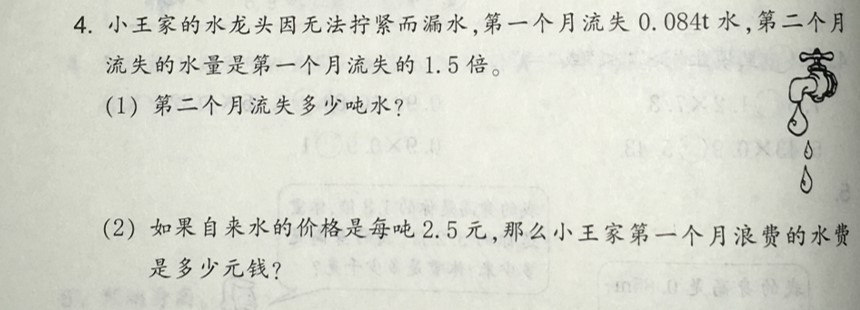 4. 小王家的水龙头因无法拧紧而漏水,第一个月流失 0.084t 水,第二个月
流失的水量是第一个月流失的 1.5 倍。
(1) 第二个月流失多少吨水?
(2) 如果自来水的价格是每吨 2.5 元,那么小王家第一个月浪费的水费
是多少元钱?